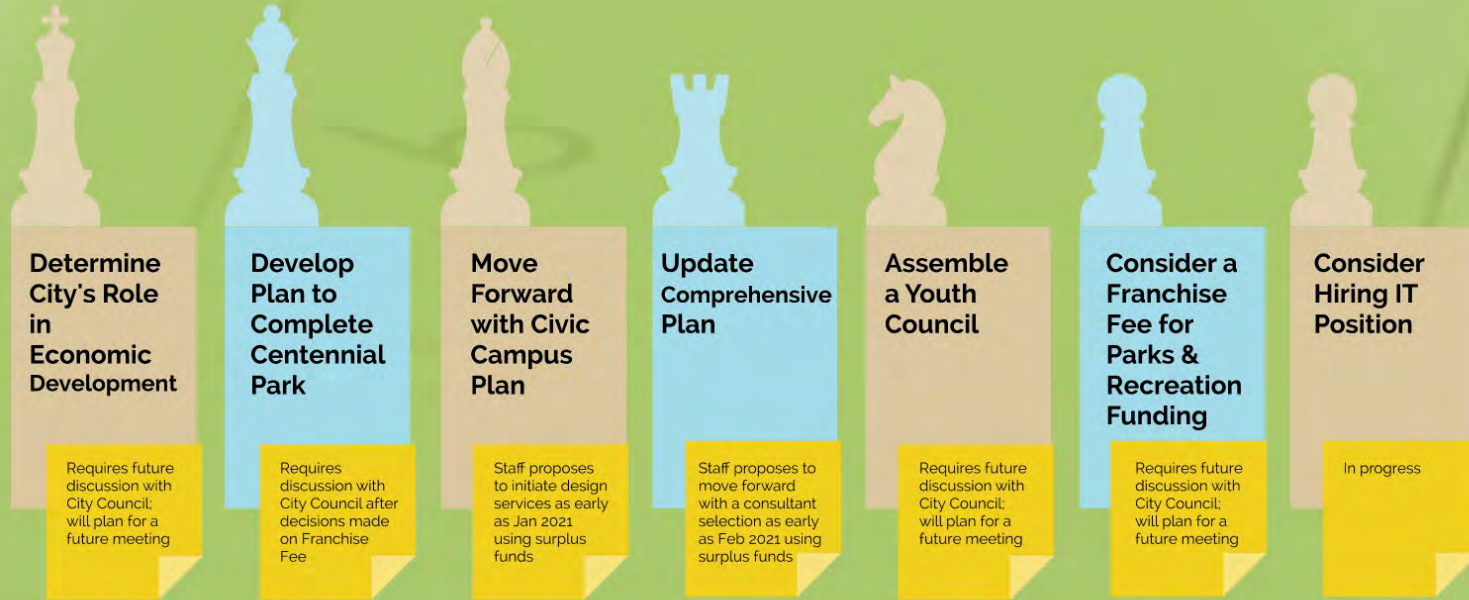 Determine
City's Role
in
Economic
Development
Requires future
discussion with
City Council;
will plan for a
future meeting
Develop
Plan to
Complete
Centennial
Park
Requires
discussion with
City Council after
decisions made
on Franchise
Fee
Move
Forward
with Civic
Campus
Plan
Staff proposes
to initiate design
services as early
as Jan 2021
using surplus
funds
Update
Comprehensive
Plan
Staff proposes to
move forward
with a consultant
selection as early
as Feb 2021 using
surplus funds
Assemble
a Youth
Council
Requires future
discussion with
City Council;
will plan for a
future meeting
Consider a
Franchise
Fee for
Parks &
Recreation
Funding
Requires future
discussion with
City Council;
will plan for a
future meeting
Consider
Hiring IT
Position
In progress